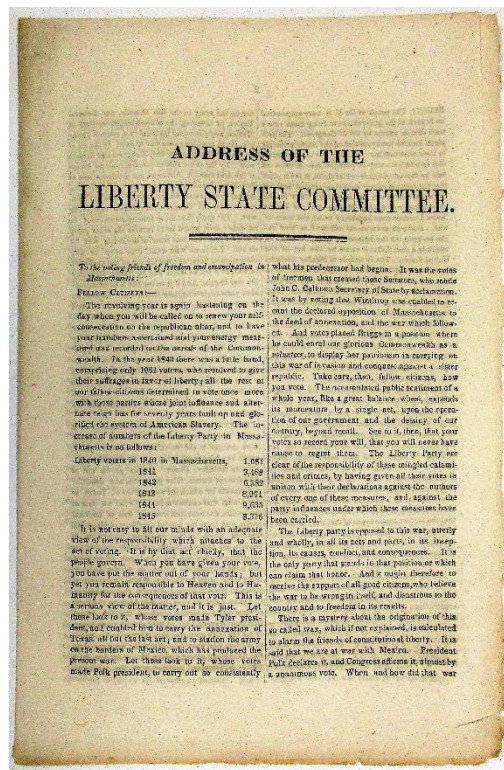 ADDRESS OF THE
LIBERTY STATE COMMITTEE.
To the voting friends of freedom and emancipation in
Massachusetts:
FELLOW CITIZENS:—
The revolving year is again hastening on the
day when you will be called on to renew your self-
consecration on the republican altar, and to have
your numbers ascertained and your energy meas-
ured and recorded on the annals of the Common-
wealth. In the year 1840 there was a little band,
comprising only 1081 voters, who resolved to give
their suffrages in favor of liberty; all the rest of
our fellow-citizens determined to vote once more
with those parties whose joint influence and alter-
nate reign has for seventy years built up and glo-
rified the system of American Slavery. The in-
crease of numbers of the Liberty Party in Massa-
chusetts is as follows:
Liberty voters in 1840 in Massachusetts, 1,081
1841 3,488
1842 6,382
1843 8,901
1844 9,635
1845 8,316
It is not easy to fill our minds with an adequate
view of the responsibility which attaches to the
act of voting. It is by that act chiefly, that the
people govern. When you have given your vote,
you have put the matter out of your hands; but
yet you remain responsible to Heaven and to Hu-
manity for the consequences of that vote. This is
a serious view of the matter, and it is just. Let
those look to it, whose votes made Tyler presi-
dent, and enabled him to carry the annexation of
Texas, all but the last act; and to station the army
on the borders of Mexico, which has produced the
present war. Let those look to it, whose votes
made Polk president, to carry out so consistently
what his predecessor had begun. It was the votes
of freemen that created those Senators, who made
John C. Calhoun Secretary of State by acclamation.
It was by voting that Winthrop was enabled to re-
cant the declared opposition of Massachusetts to
the deed of annexation, and the war which follow-
ed. And votes placed Briggs in a position where
he could enrol our glorious Commonwealth as a
volunteer, to display her patriotism in carrying on
this war of invasion and conquest against a sister
republic. Take care, then, fellow citizens, how
you vote. The concentrated public sentiment of a
whole year, like a great balance wheel, expends
its momentum by a single act, upon the opera-
tion of our government and the destiny of our
country, beyond recall. See to it, then, that your
votes so record your will, that you will never have
cause to regret them. The Liberty Party are
clear of the responsibility of these mingled calami-
ties and crimes, by having given all their votes in
unison with their declarations against the authors
of every one of these measures, and against the
party influences under which these measures have
been carried.
The Liberty party is opposed to this war, utterly
and wholly, in all its acts and parts, in its incep-
tion, its causes, conduct, and consequences. It is
the only party that stands in that position or which
can claim that honor. And it ought therefore to
receive the support of all good citizens, who believe
the war to be wrong in itself, and disastrous to the
country and to freedom in its results.
There is a mystery about the origination of this
so called war, which if not explained, is calculated
to alarm the friends of constitutional liberty. It is
said that we are at war with Mexico. President
Polk declares it, and Congress affirms it, almost by
a unanimous vote. When and how did that war